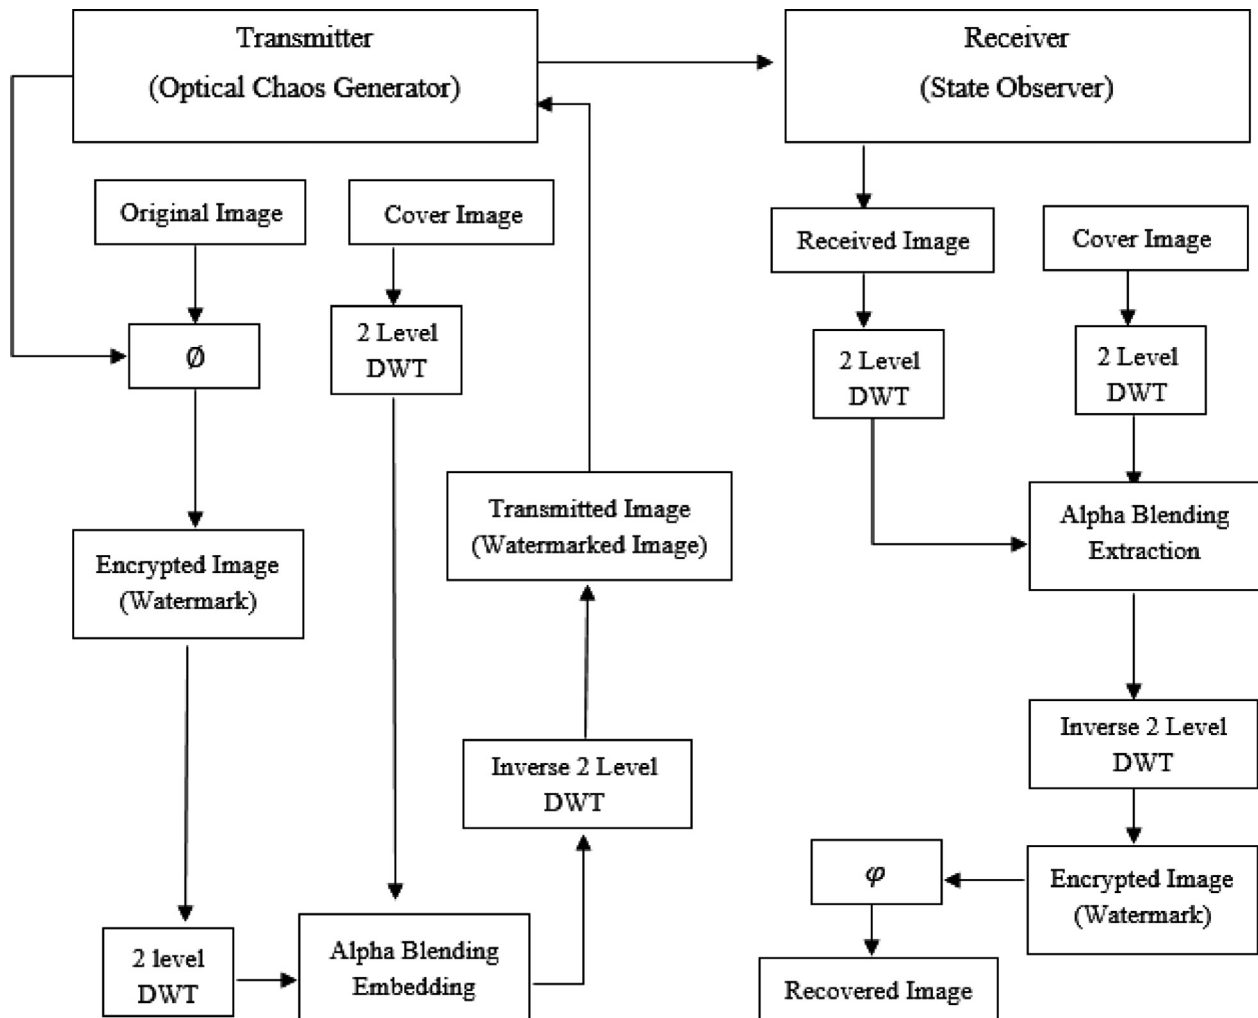 Transmitter
(Optical Chaos Generator)
Receiver
(State Observer)
Original Image
Cover Image
Received Image
Cover Image
2 Level
DWT
Ø
2 Level
DWT
2 Level
DWT
Transmitted Image
(Watermarked Image)
Alpha Blending
Extraction
Encrypted Image
(Watermark)
Inverse 2 Level
DWT
Inverse 2 Level
DWT
φ
Encrypted Image
(Watermark)
2 level
DWT
Alpha Blending
Embedding
Recovered Image